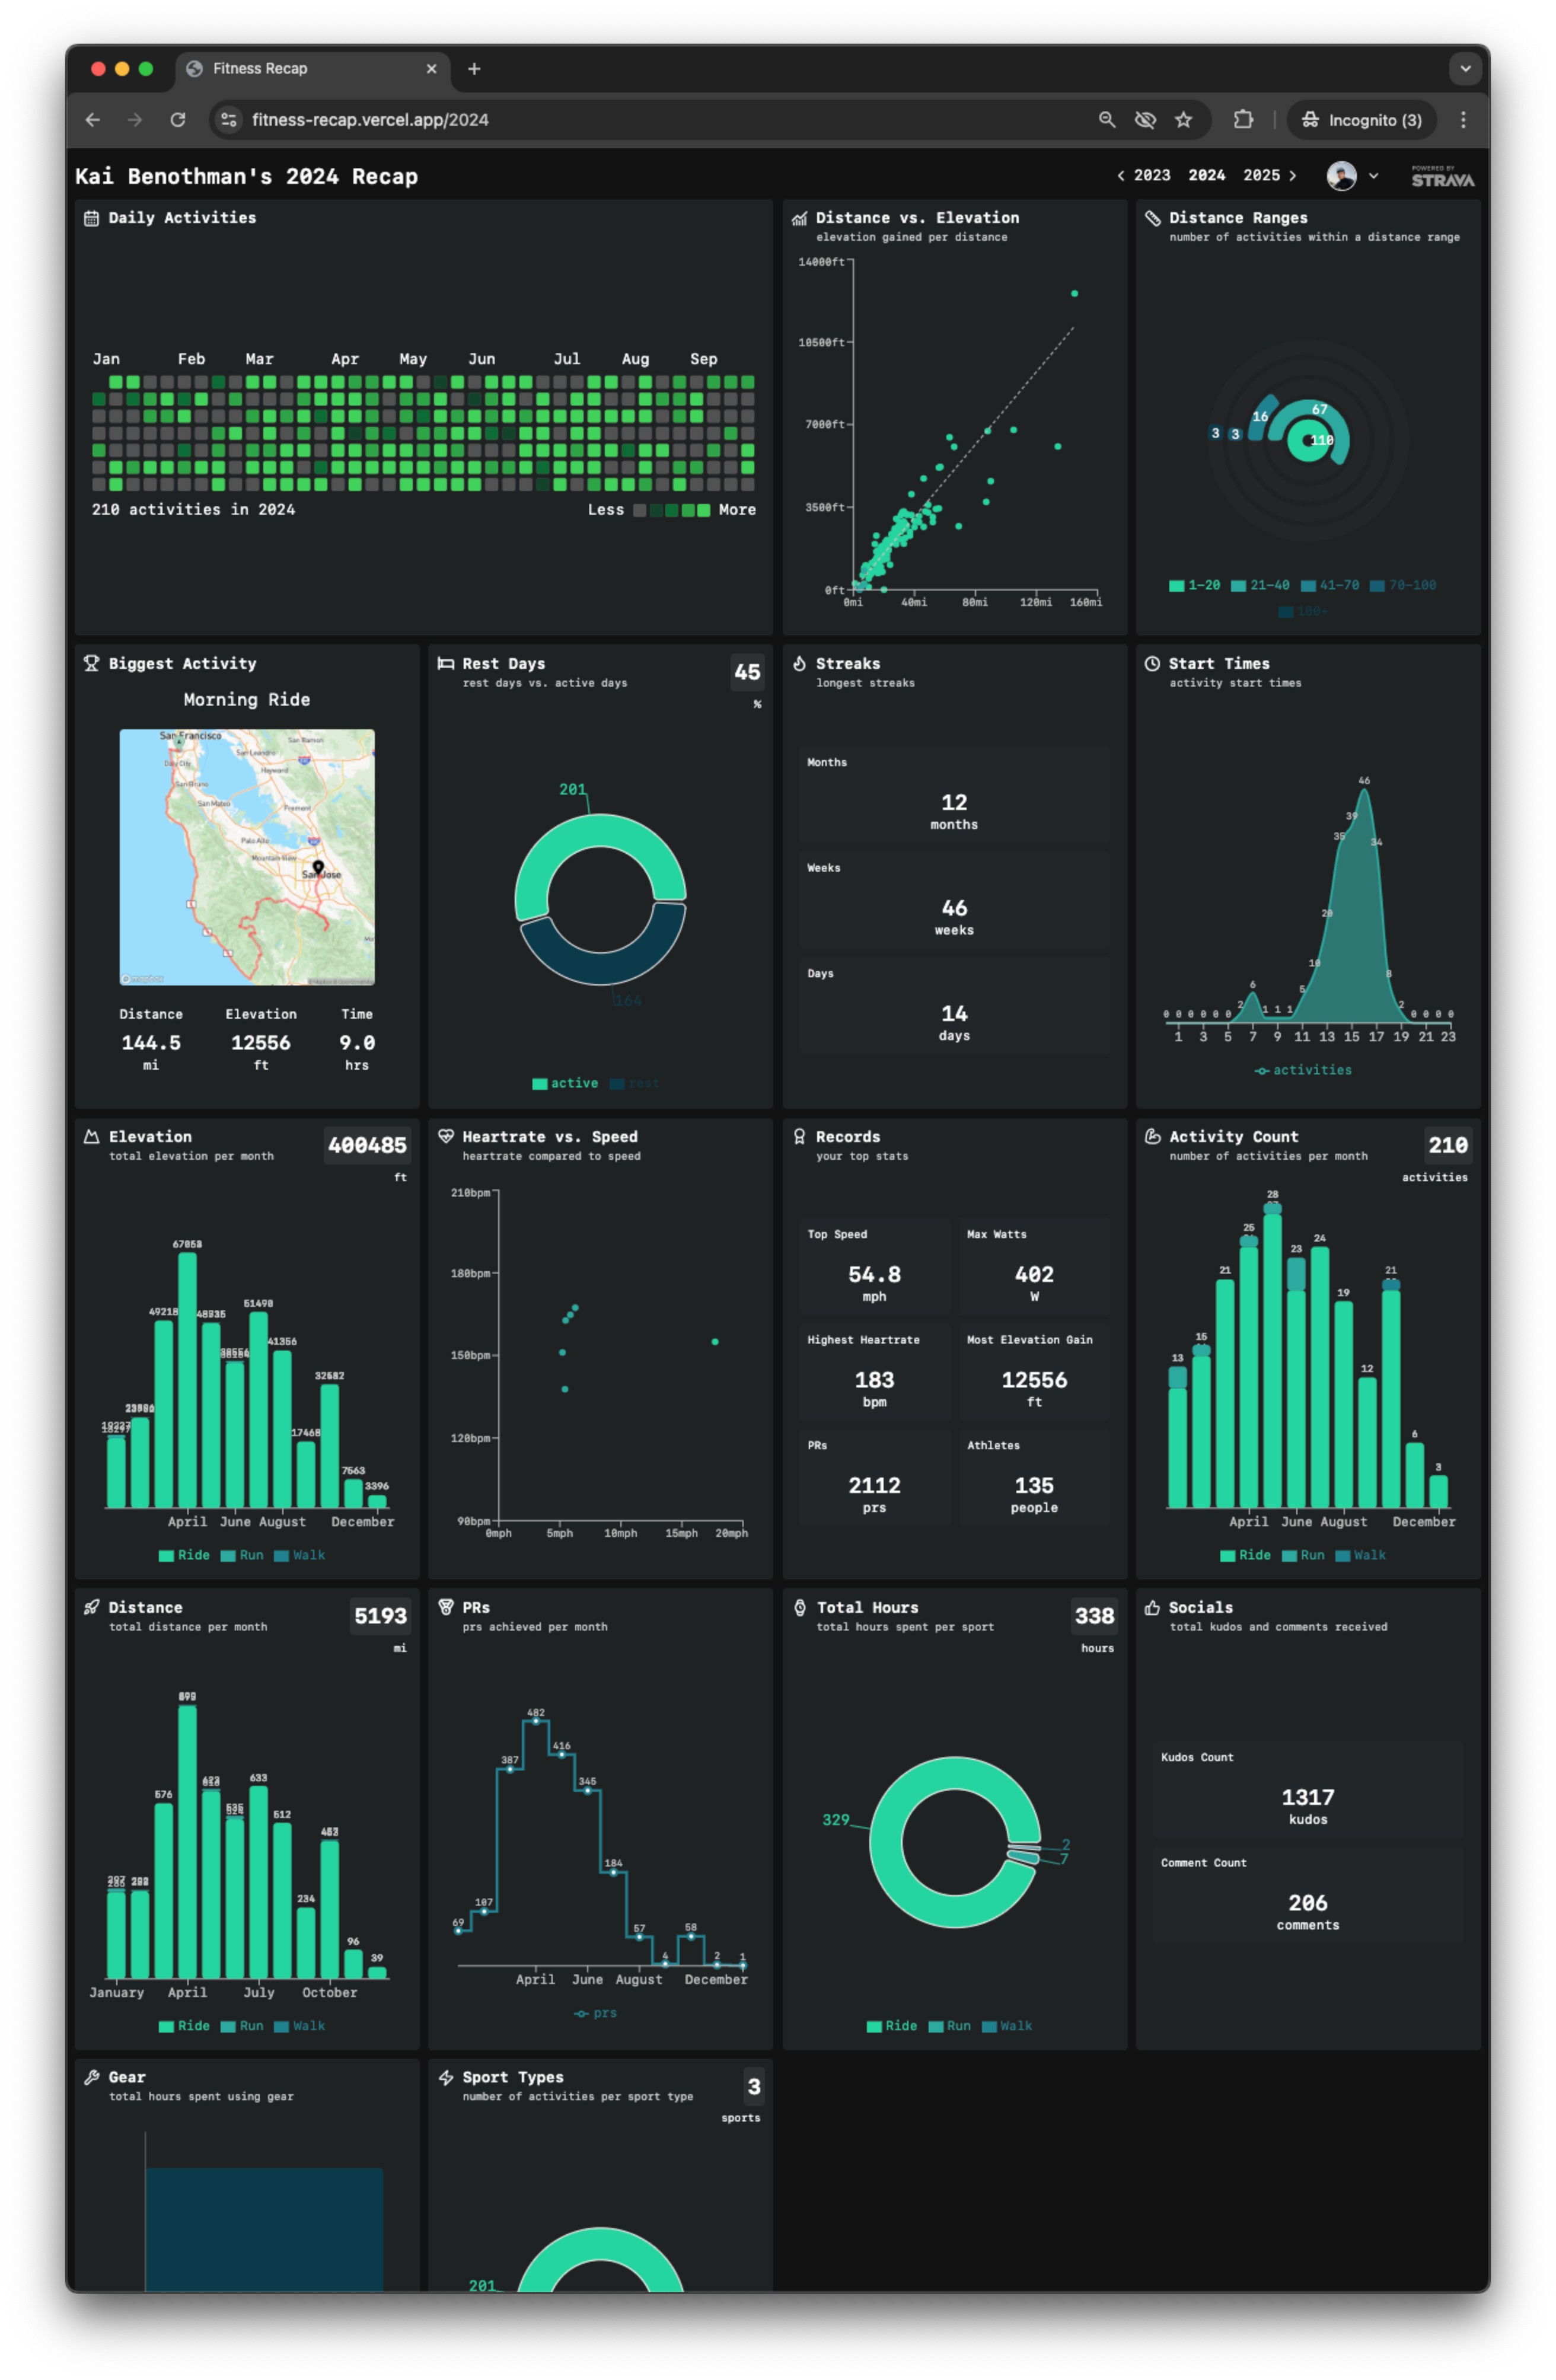 Fitness Recap
fitness-recap.vercel.app/2024
Incognito (3)
Kai Benothman's 2024 Recap
2023 2024 2025
POWERED BY
STRAVA
Daily Activities
Jan Feb Mar Apr May Jun Jul Aug Sep
210 activities in 2024
Less More
Distance vs. Elevation
elevation gained per distance
14000ft
10500ft
7000ft
3500ft
0ft
0mi 40mi 80mi 120mi 160mi
Distance Ranges
number of activities within a distance range
3 3 16 67 110
1-20 21-40 41-70 70-100
100+
Biggest Activity
Morning Ride
San Francisco
San Ramon
Daly City
San Leandro
Hayward
San Bruno
San Mateo
Fremont
Palo Alto
Mountain View
San Jose
mapbox
Distance Elevation Time
144.5 12556 9.0
mi ft hrs
Rest Days
rest days vs. active days
45
%
201
164
active rest
Streaks
longest streaks
Months
12
months
Weeks
46
weeks
Days
14
days
Start Times
activity start times
46
39
35
34
20
10
8
6
5
2 1 1 1 2
0 0 0 0 0 0 0 0 0 0
1 3 5 7 9 11 13 15 17 19 21 23
activities
Elevation
total elevation per month
400485
ft
49218
51490
41356
17468
7563
3396
April June August December
Ride Run Walk
Heartrate vs. Speed
heartrate compared to speed
210bpm
180bpm
150bpm
120bpm
90bpm
0mph 5mph 10mph 15mph 20mph
Records
your top stats
Top Speed
54.8
mph
Max Watts
402
W
Highest Heartrate
183
bpm
Most Elevation Gain
12556
ft
PRs
2112
prs
Athletes
135
people
Activity Count
number of activities per month
210
activities
13 15 21 25 28 23 24 19 12 21 6 3
April June August December
Ride Run Walk
Distance
total distance per month
5193
mi
576
633
512
234
96
39
January April July October
Ride Run Walk
PRs
prs achieved per month
69 107 387 482 416 345 184 57 4 58 2 1
April June August December
prs
Total Hours
total hours spent per sport
338
hours
329
2
7
Ride Run Walk
Socials
total kudos and comments received
Kudos Count
1317
kudos
Comment Count
206
comments
Gear
total hours spent using gear
Sport Types
number of activities per sport type
3
sports
201